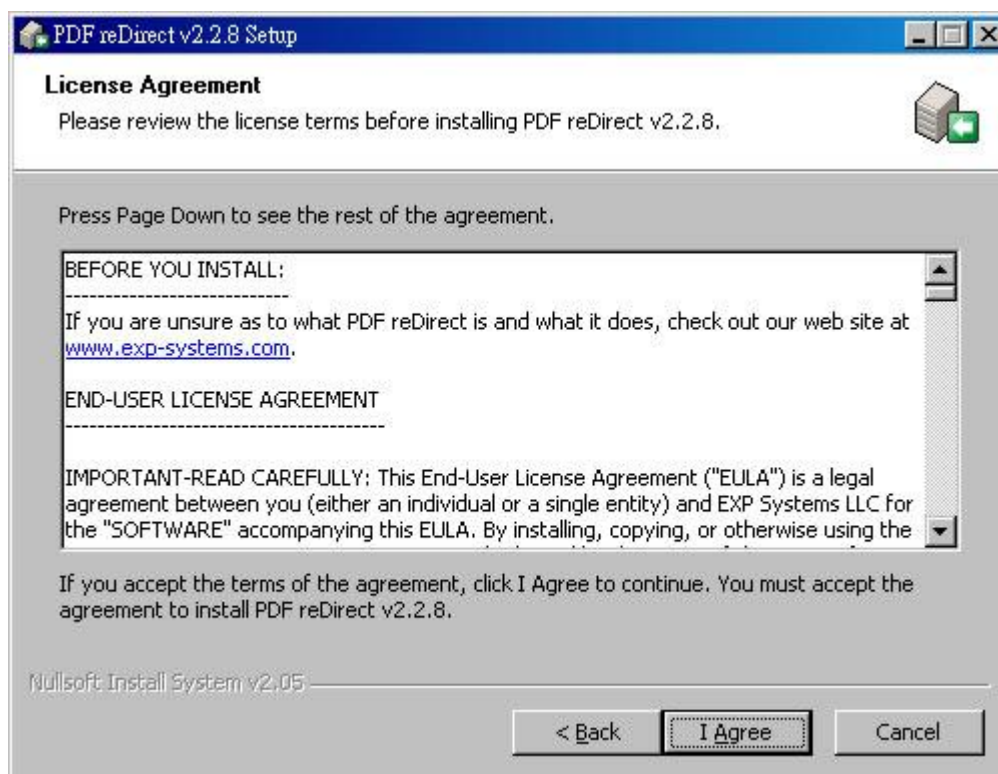 PDF reDirect v2.2.8 Setup
License Agreement
Please review the license terms before installing PDF reDirect v2.2.8.
Press Page Down to see the rest of the agreement.
BEFORE YOU INSTALL:
----------------------------
If you are unsure as to what PDF reDirect is and what it does, check out our web site at
www.exp-systems.com.
END-USER LICENSE AGREEMENT
----------------------------------------
IMPORTANT-READ CAREFULLY: This End-User License Agreement ("EULA") is a legal
agreement between you (either an individual or a single entity) and EXP Systems LLC for
the "SOFTWARE" accompanying this EULA. By installing, copying, or otherwise using the
If you accept the terms of the agreement, click I Agree to continue. You must accept the
agreement to install PDF reDirect v2.2.8.
Nullsoft Install System v2.05
< Back
I Agree
Cancel